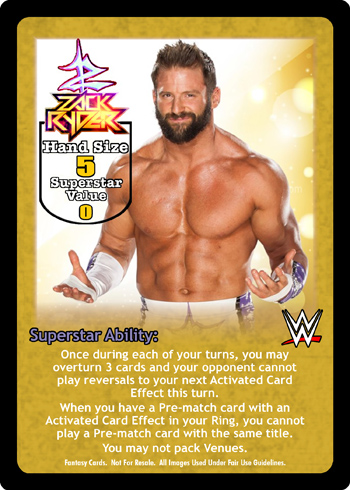 ZACK
RYDER
Hand Size
5
Superstar
Value
0
Superstar Ability:
Once during each of your turns, you may
overturn 3 cards and your opponent cannot
play reversals to your next Activated Card
Effect this turn.
When you have a Pre-match card with an
Activated Card Effect in your Ring, you cannot
play a Pre-match card with the same title.
You may not pack Venues.
Fantasy Cards. Not For Resale. All Images Used Under Fair Use Guidelines.